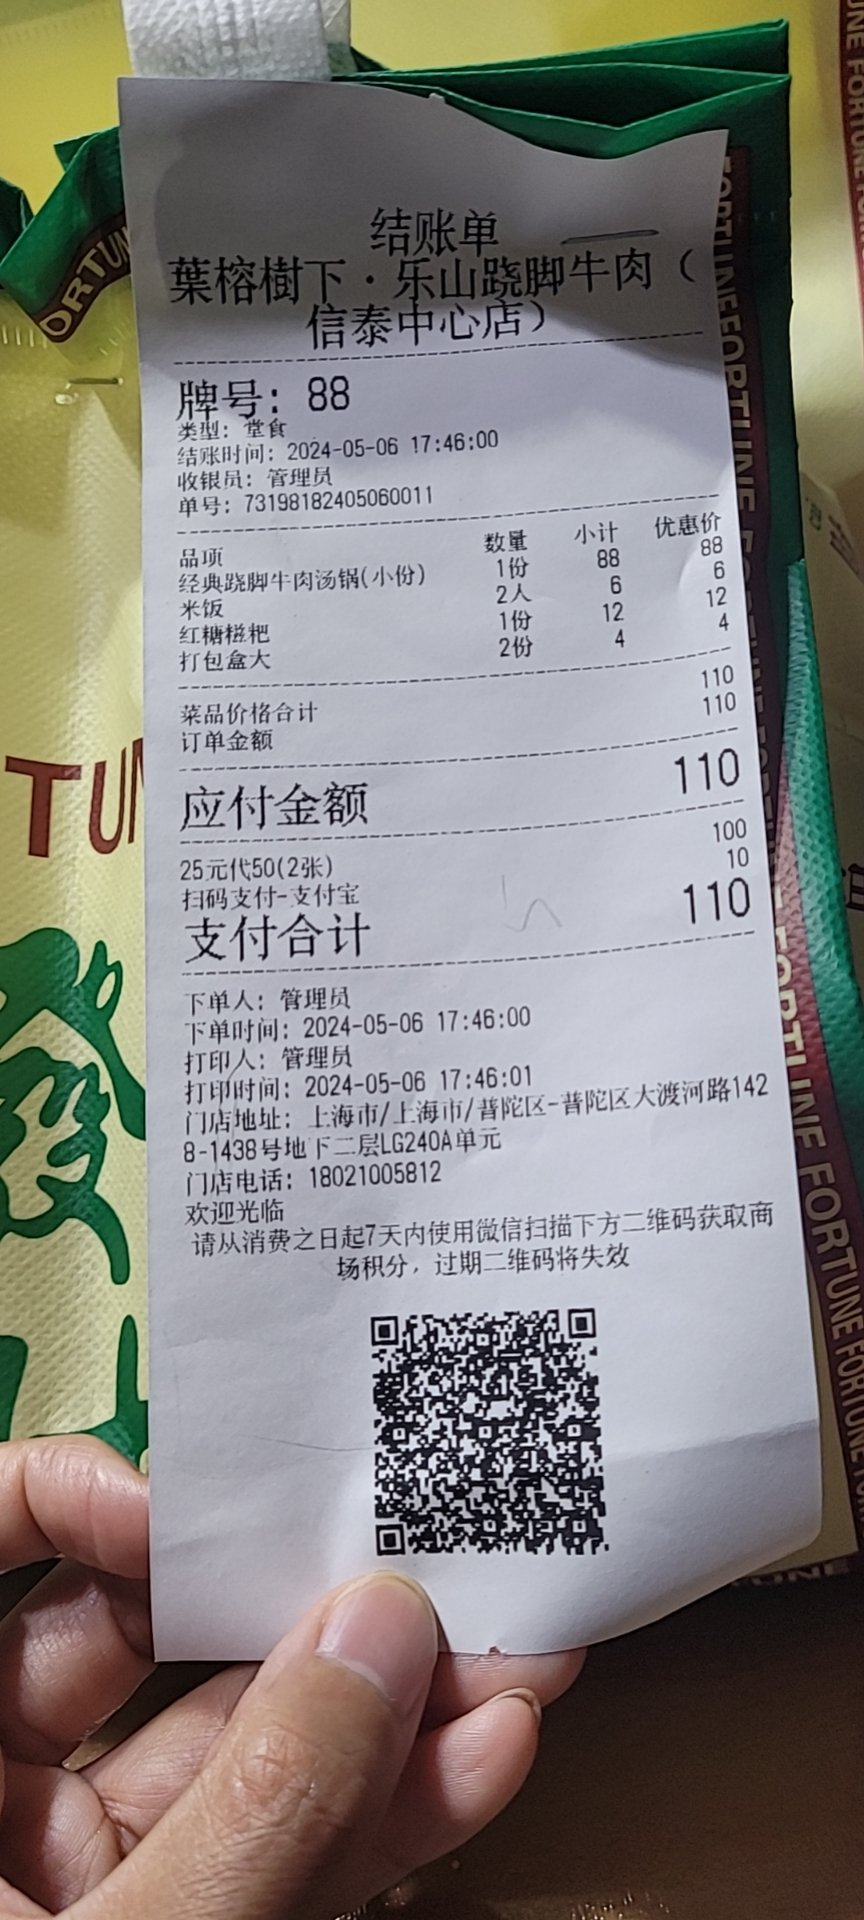 结账单
葉榕樹下·乐山跷脚牛肉（
信泰中心店）
牌号: 88
类型: 堂食
结账时间: 2024-05-06 17:46:00
收银员: 管理员
单号: 73198182405060011
品项 数量 小计 优惠价
经典跷脚牛肉汤锅(小份) 1份 88 88
米饭 2人 6 6
红糖糍粑 1份 12 12
打包盒大 2份 4 4
菜品价格合计 110
订单金额 110
应付金额 110
25元代50(2张) 100
扫码支付-支付宝 10
支付合计 110
下单人: 管理员
下单时间: 2024-05-06 17:46:00
打印人: 管理员
打印时间: 2024-05-06 17:46:01
门店地址: 上海市/上海市/普陀区-普陀区大渡河路142
8-1438号地下二层LG240A单元
门店电话: 18021005812
欢迎光临
请从消费之日起7天内使用微信扫描下方二维码获取商
场积分，过期二维码将失效
ORTUN
TUN
發
FORTUNE FORTUNE
FORTUNE FORTUNE